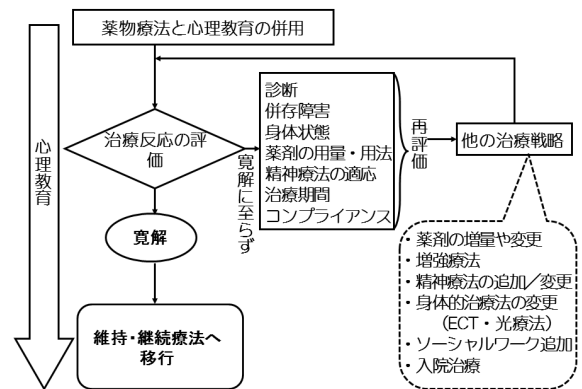 薬物療法と心理教育の併用
心理教育
治療反応の評
価
寛解に至らず
診断
併存障害
身体状態
薬剤の用量・用法
精神療法の適応
治療期間
コンプライアンス
再評価
他の治療戦略
・薬剤の増量や変更
・増強療法
・精神療法の追加/変更
・身体的治療法の変更
（ECT・光療法）
・ソーシャルワーク追加
・入院治療
寛解
維持・継続療法へ
移行